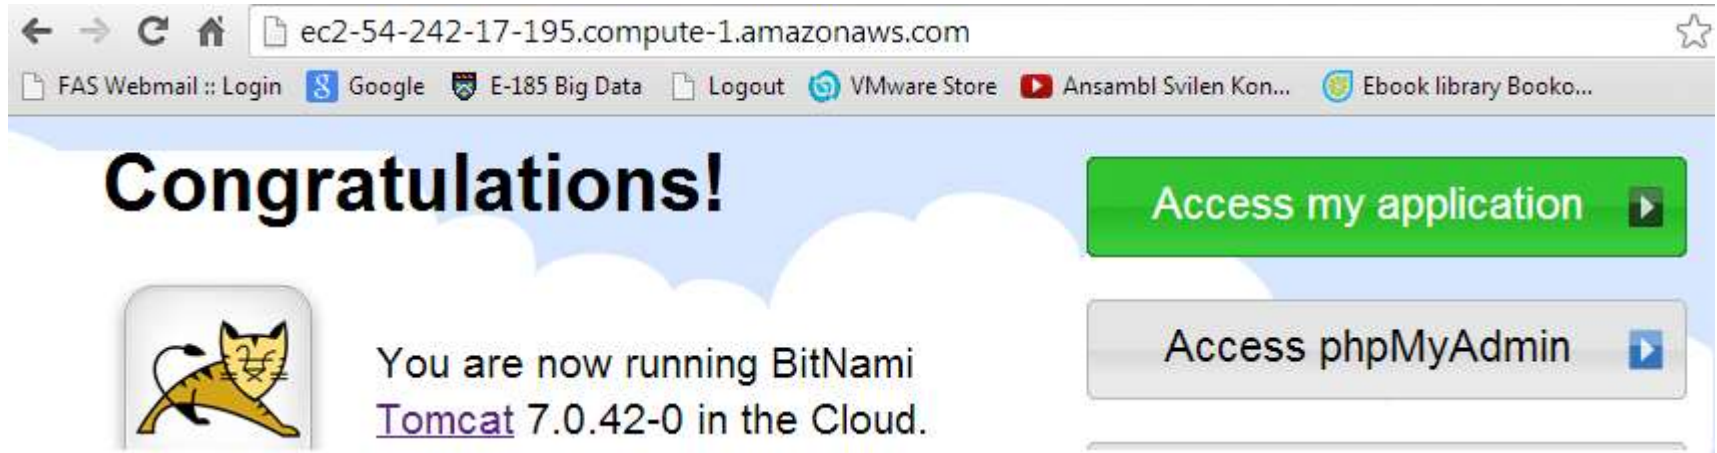 ec2-54-242-17-195.compute-1.amazonaws.com
FAS Webmail :: Login Google E-185 Big Data Logout VMware Store Ansambl Svilen Kon... Ebook library Booko...
Congratulations!
Access my application
Access phpMyAdmin
You are now running BitNami
Tomcat 7.0.42-0 in the Cloud.